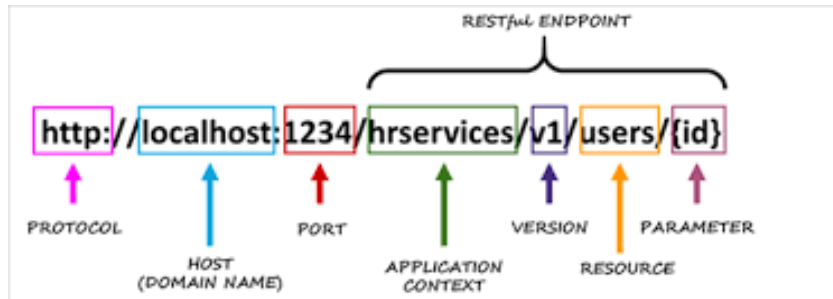 RESTful ENDPOINT
http://localhost:1234/hrservices/v1/users/{id}
PROTOCOL
HOST
(DOMAIN NAME)
PORT
APPLICATION
CONTEXT
VERSION
RESOURCE
PARAMETER